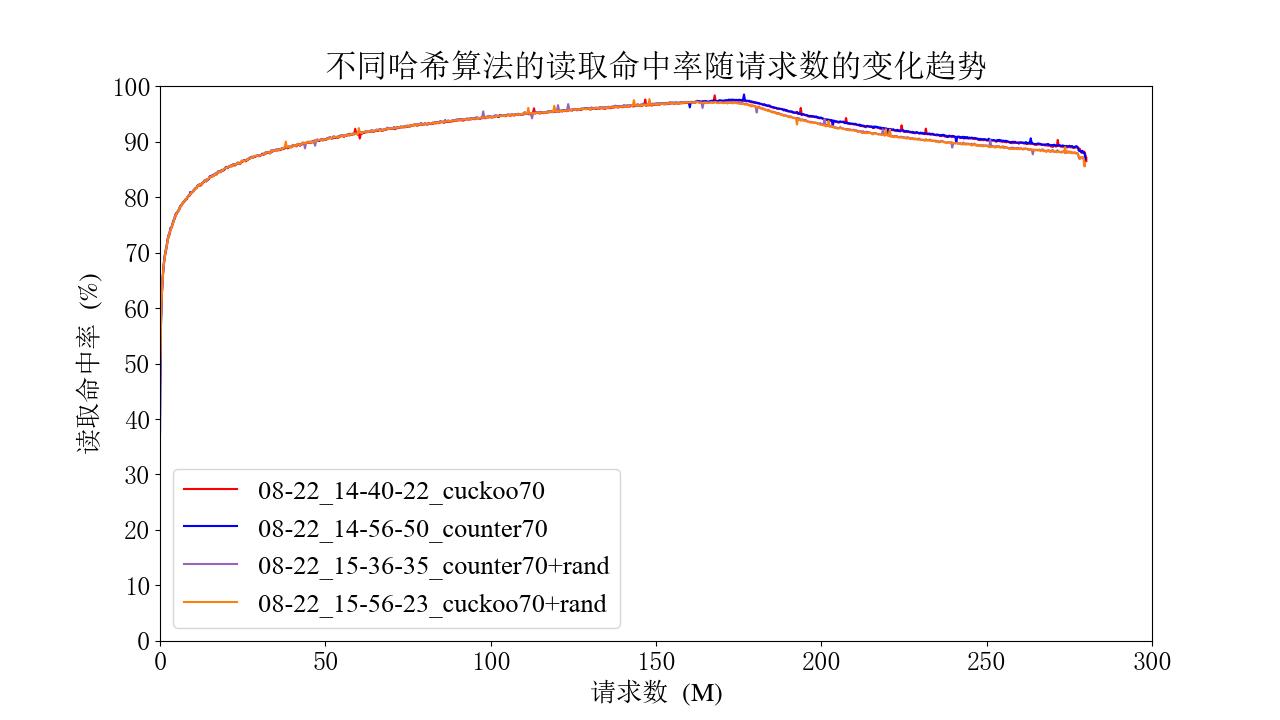 不同哈希算法的读取命中率随请求数的变化趋势
100
90
80
70
60
50
40
30
20
10
0
读取命中率 (%)
08-22_14-40-22_cuckoo70
08-22_14-56-50_counter70
08-22_15-36-35_counter70+rand
08-22_15-56-23_cuckoo70+rand
0 50 100 150 200 250 300
请求数 (M)